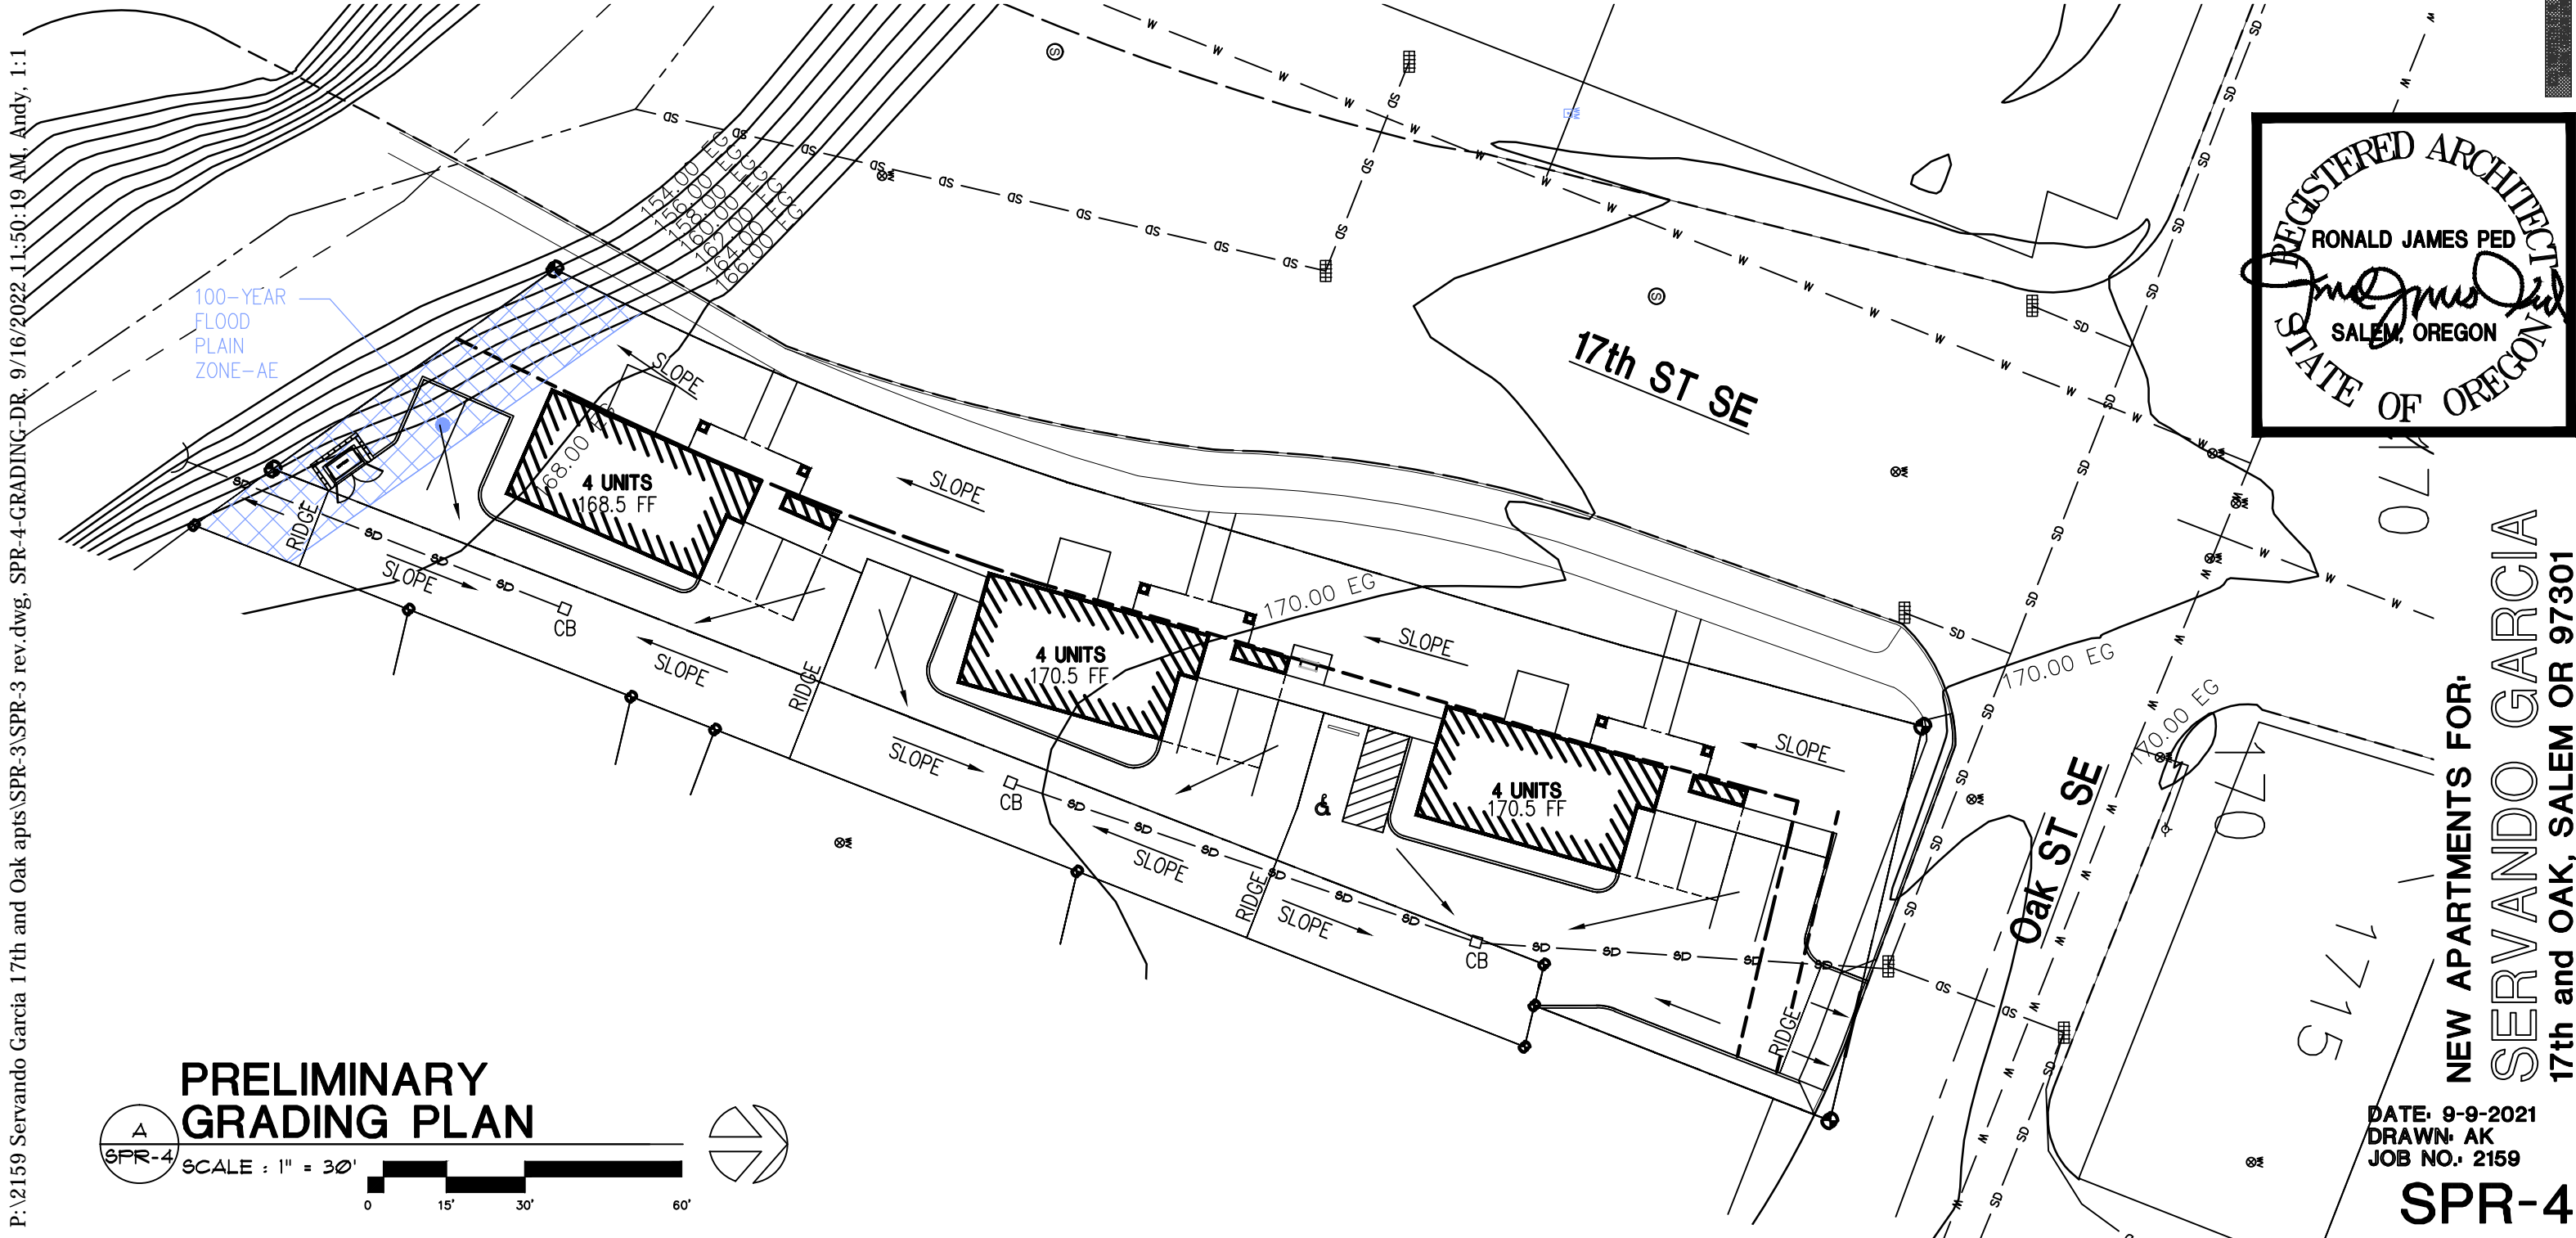 P:\2159 Servando Garcia 17th and Oak apts\SPR-3\SPR-3 rev.dwg, SPR-4-GRADING-DR, 9/16/2022 11:50:19 AM, Andy, 1:1
154.00 EG
156.00 EG
158.00 EG
162.00 EG
164.00 EG
166.00 EG
100-YEAR
FLOOD
PLAIN
ZONE-AE
17th ST SE
REGISTERED ARCHITECT
RONALD JAMES PED
SALEM, OREGON
STATE OF OREGON
SLOPE
4 UNITS
168.5 FF
68.00 EG
SLOPE
RIDGE
SLOPE
CB
SLOPE
RIDGE
4 UNITS
170.5 FF
170.00 EG
SLOPE
SLOPE
CB
SLOPE
RIDGE
4 UNITS
170.5 FF
SLOPE
SLOPE
CB
RIDGE
Oak ST SE
170.00 EG
170.00 EG
170
170
1715
SD
W
S
PRELIMINARY
GRADING PLAN
A
SPR-4
SCALE : 1" = 30'
0 15' 30' 60'
NEW APARTMENTS FOR:
SERVANDO GARCIA
17th and OAK, SALEM OR 97301
DATE: 9-9-2021
DRAWN: AK
JOB NO.: 2159
SPR-4